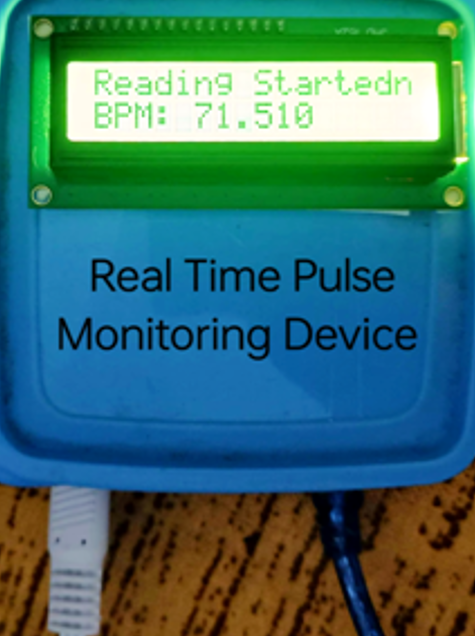 Reading Startedn
BPM: 71.510
Real Time Pulse
Monitoring Device